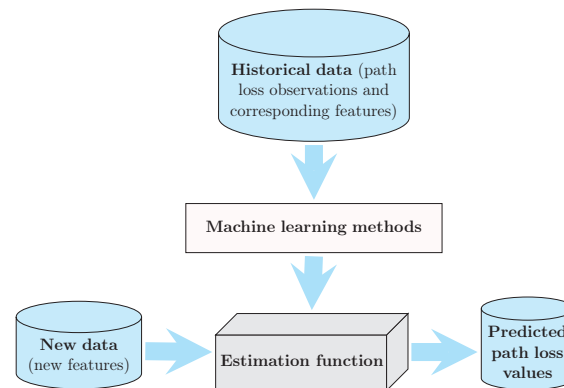 Historical data (path
loss observations and
corresponding features)
Machine learning methods
New data
(new features)
Estimation function
Predicted
path loss
values